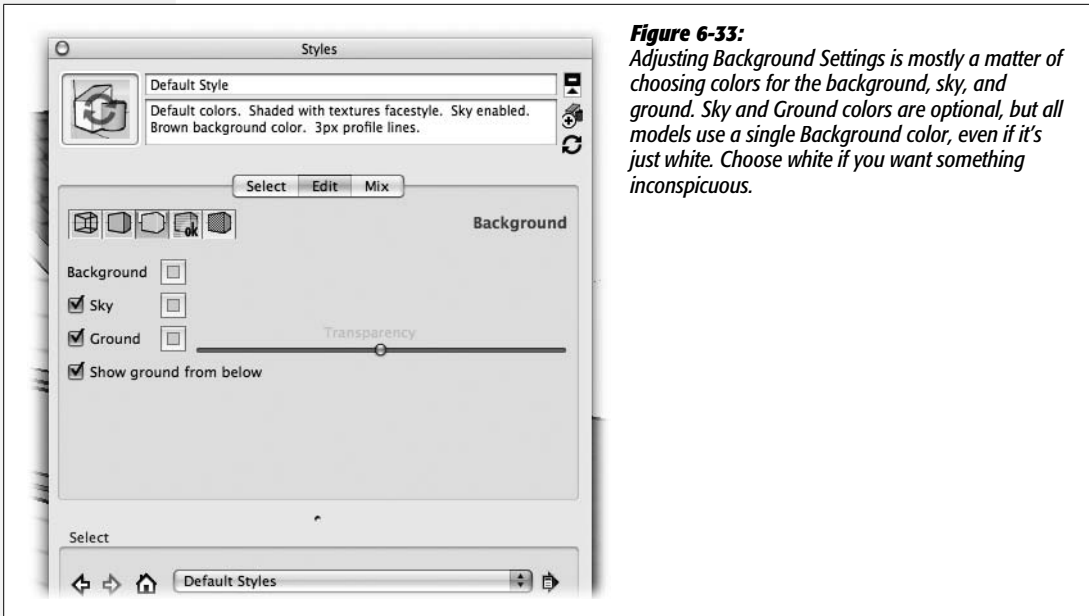 Styles
Default Style
Default colors. Shaded with textures facestyle. Sky enabled.
Brown background color. 3px profile lines.
Select Edit Mix
ok
Background
Background
Sky
Ground
Transparency
Show ground from below
Select
Default Styles
Figure 6-33:
Adjusting Background Settings is mostly a matter of
choosing colors for the background, sky, and
ground. Sky and Ground colors are optional, but all
models use a single Background color, even if it's
just white. Choose white if you want something
inconspicuous.